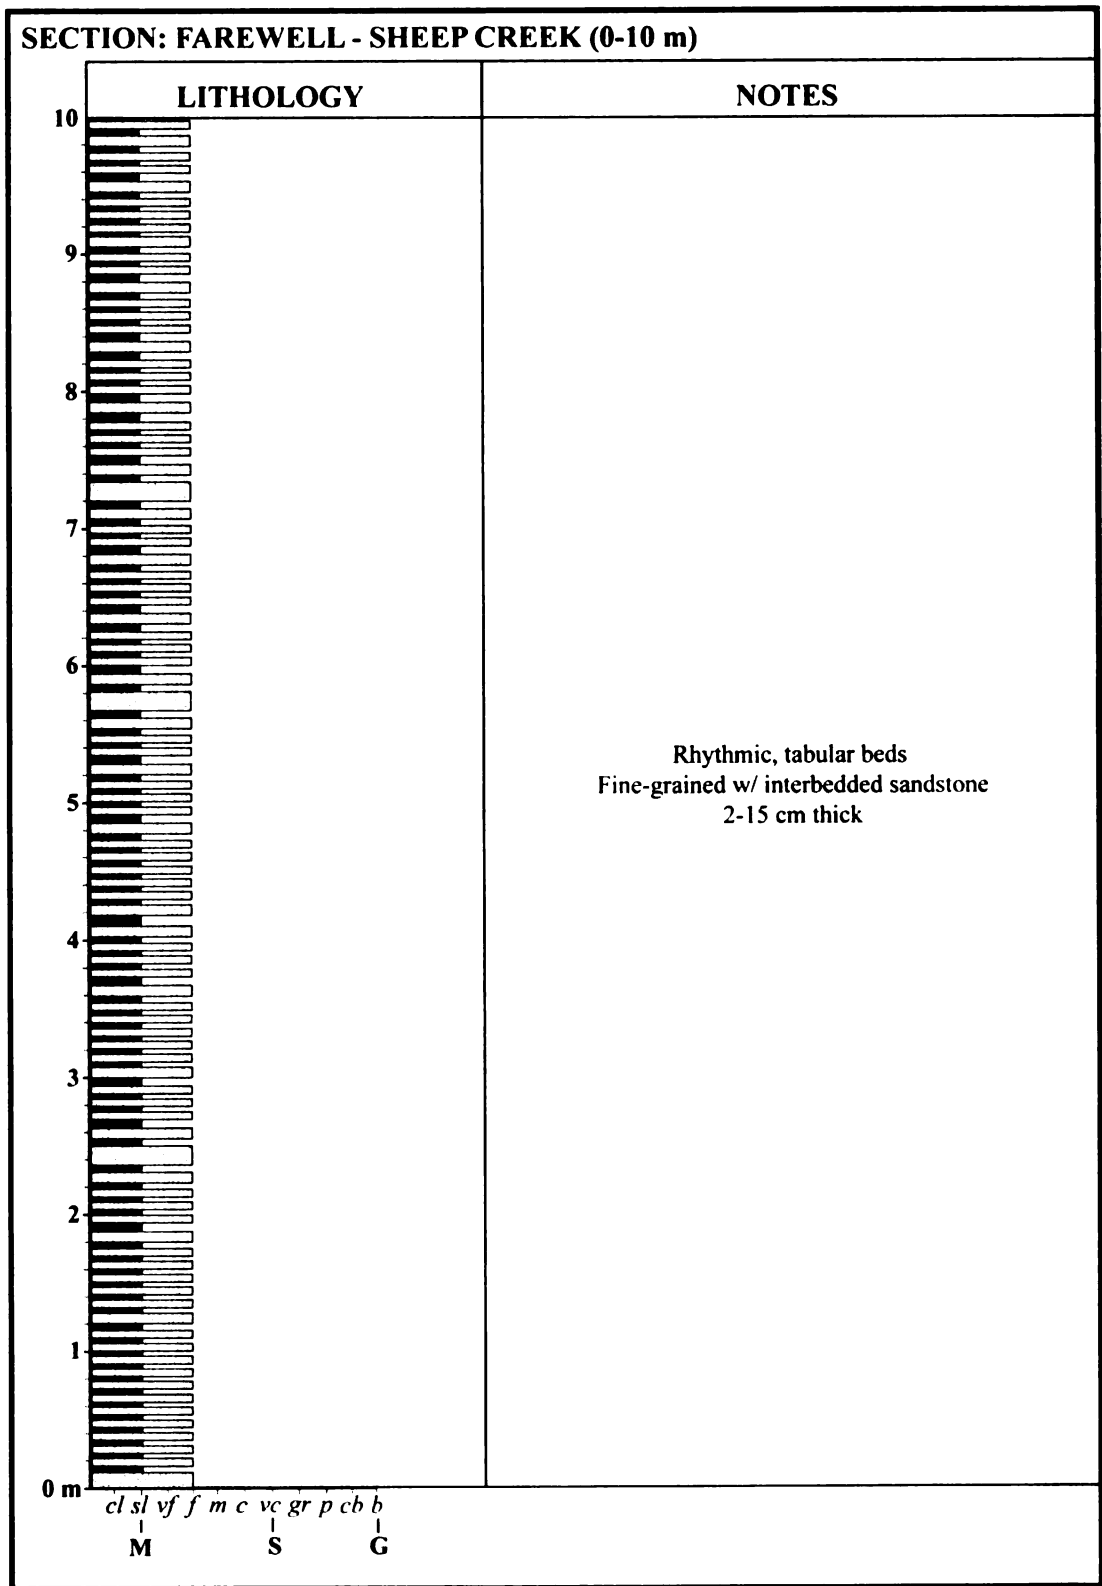 SECTION: FAREWELL - SHEEP CREEK (0-10 m)
LITHOLOGY NOTES
10
9
8
7
6
Rhythmic, tabular beds
Fine-grained w/ interbedded sandstone
5
2-15 cm thick
4
3
2
1
0 m
cl sl vf f m c vc gr p cb b
M S G